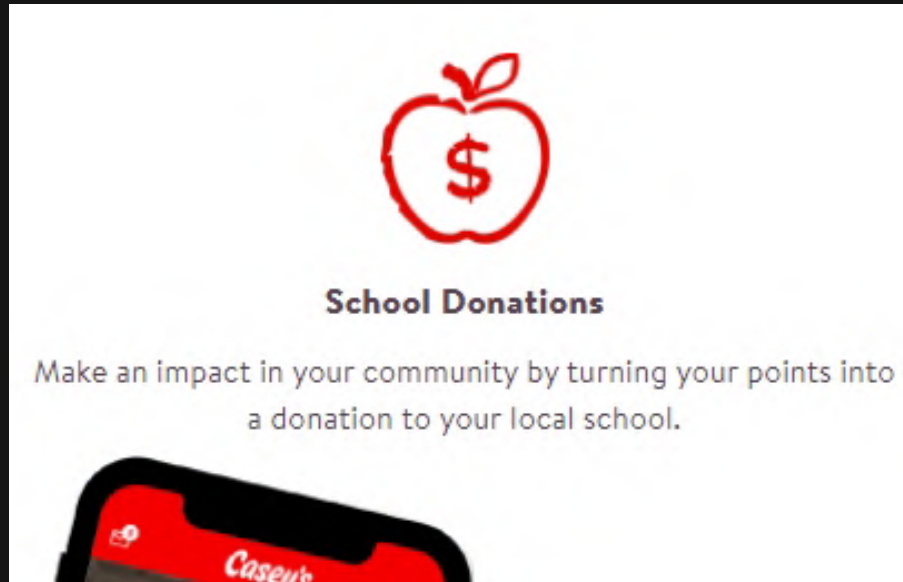 $
School Donations
Make an impact in your community by turning your points into
a donation to your local school.
Casey's